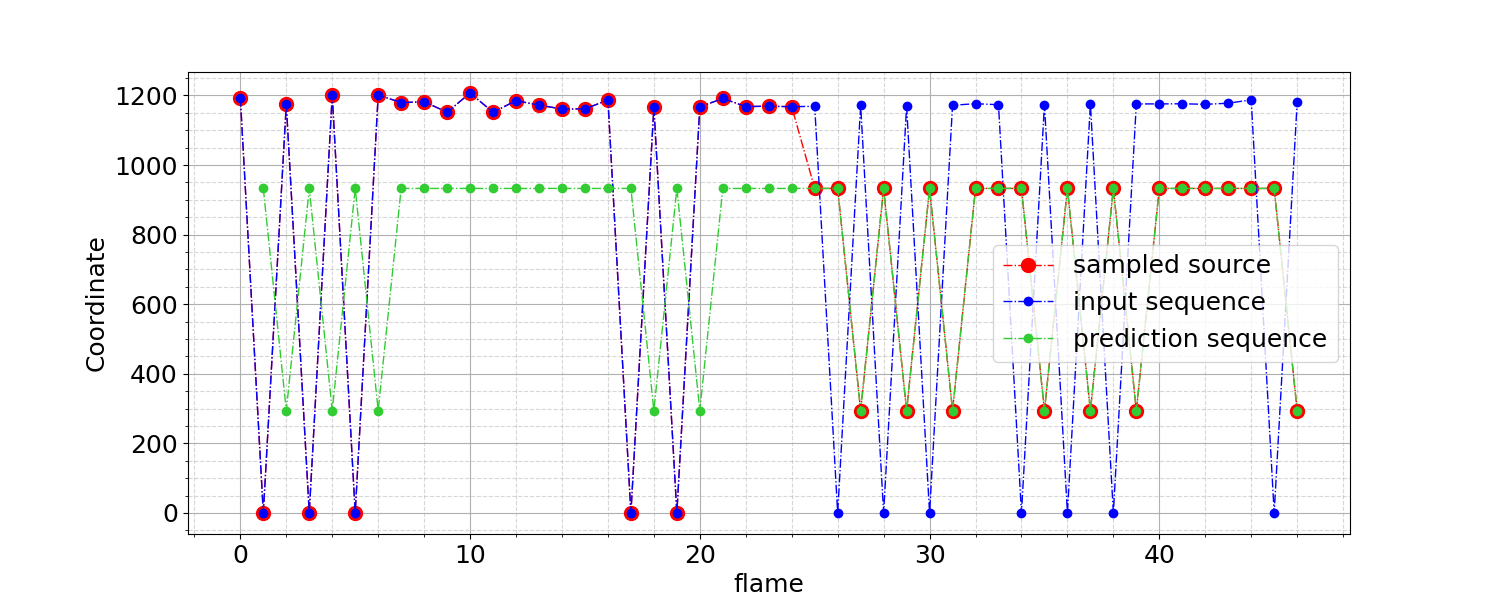 1200
1000
800
600
400
200
0
Coordinate
sampled source
input sequence
prediction sequence
0 10 20 30 40
flame